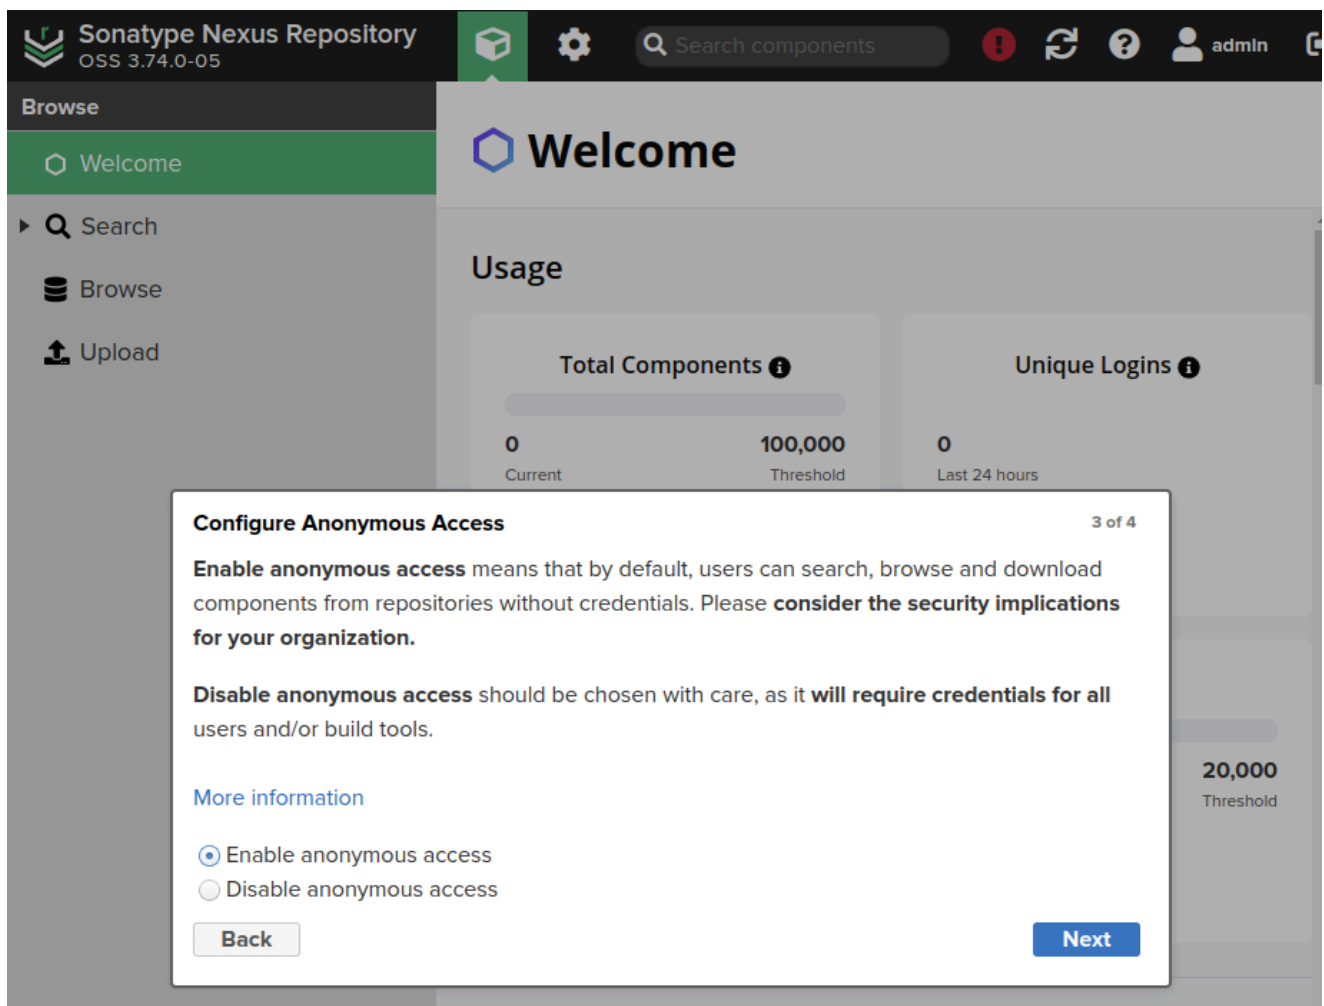 Sonatype Nexus Repository
OSS 3.74.0-05
Search components
admin
Browse
Welcome
Search
Browse
Upload
Welcome
Usage
Total Components
0
100,000
Current
Threshold
Unique Logins
0
Last 24 hours
20,000
Threshold
Configure Anonymous Access
3 of 4
Enable anonymous access means that by default, users can search, browse and download
components from repositories without credentials. Please consider the security implications
for your organization.
Disable anonymous access should be chosen with care, as it will require credentials for all
users and/or build tools.
More information
Enable anonymous access
Disable anonymous access
Back
Next